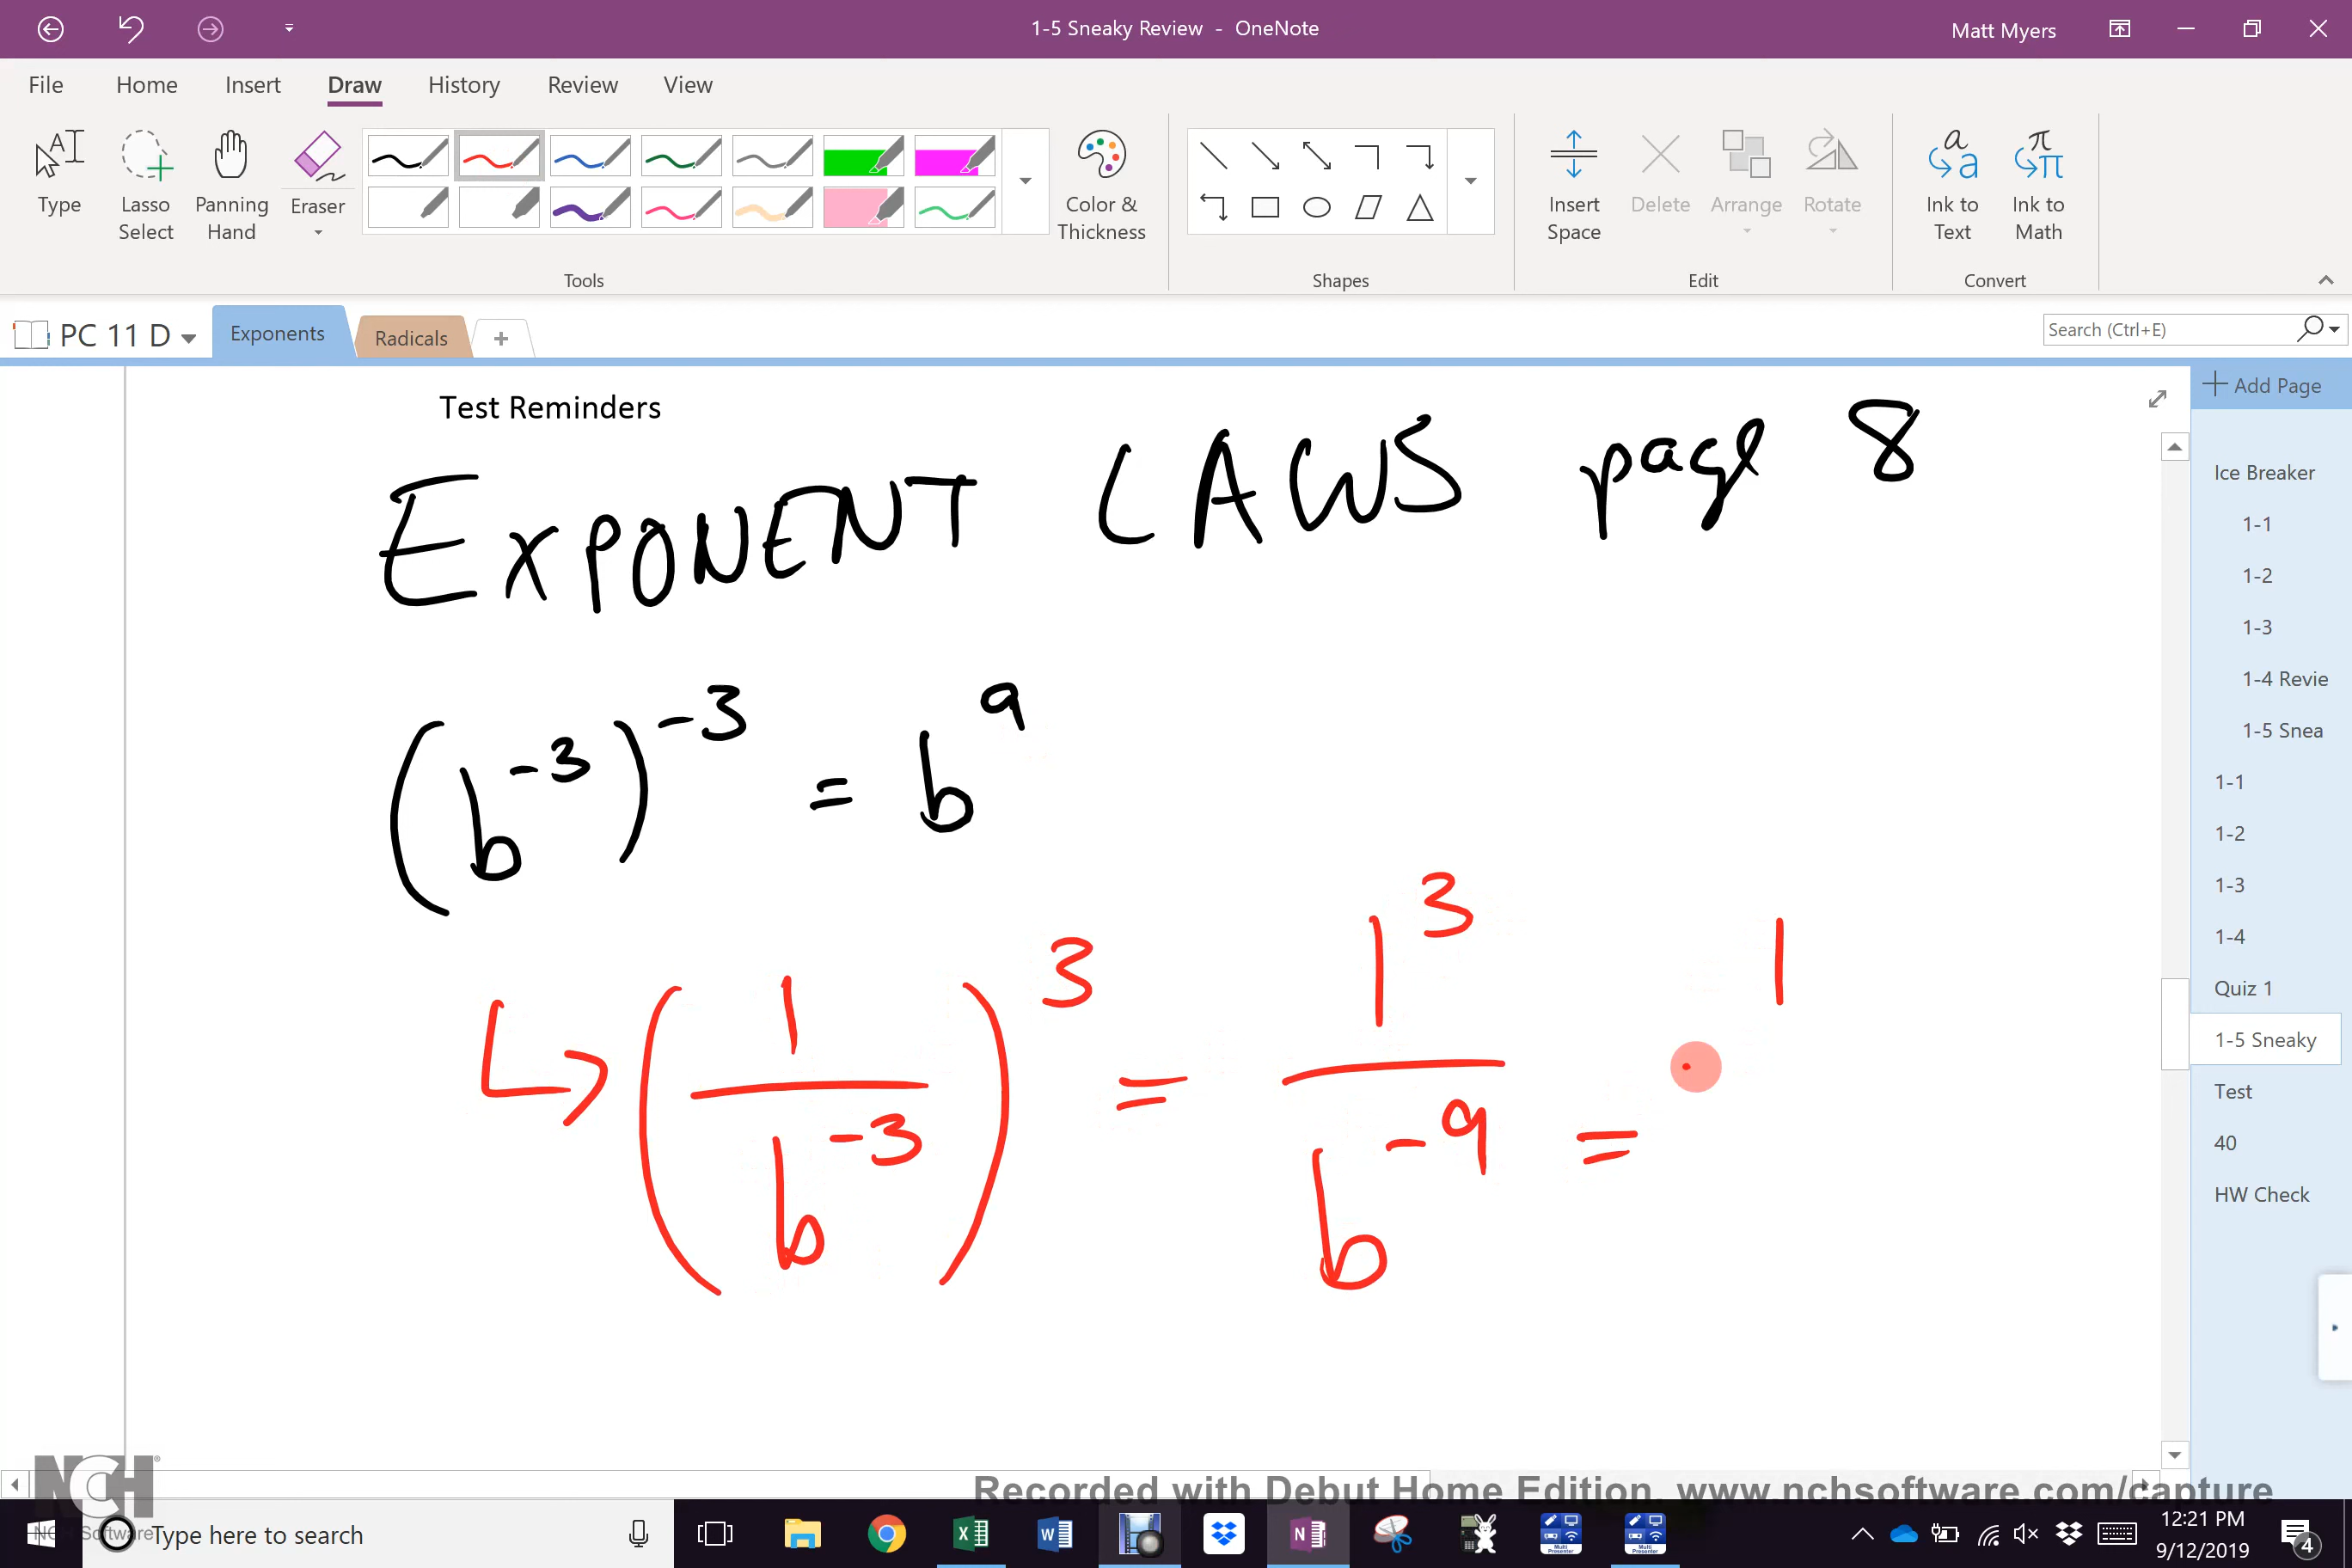 1-5 Sneaky Review - OneNote
Matt Myers
File Home Insert Draw History Review View
Type
Lasso Select
Panning Hand
Eraser
Color & Thickness
Insert Space
Delete
Arrange
Rotate
Ink to Text
Ink to Math
Tools
Shapes
Edit
Convert
PC 11 D
Exponents
Radicals
Search (Ctrl+E)
Add Page
Test Reminders
EXPONENT LAWS page 8
(b^-3)^-3 = b^9
(1/b^-3)^3 = 1^3/b^-9 = 1
Ice Breaker
1-1
1-2
1-3
1-4 Revie
1-5 Snea
1-1
1-2
1-3
1-4
Quiz 1
1-5 Sneaky
Test
40
HW Check
NCH
NCH Software
Recorded with Debut Home Edition. www.nchsoftware.com/capture
Type here to search
12:21 PM
9/12/2019
4